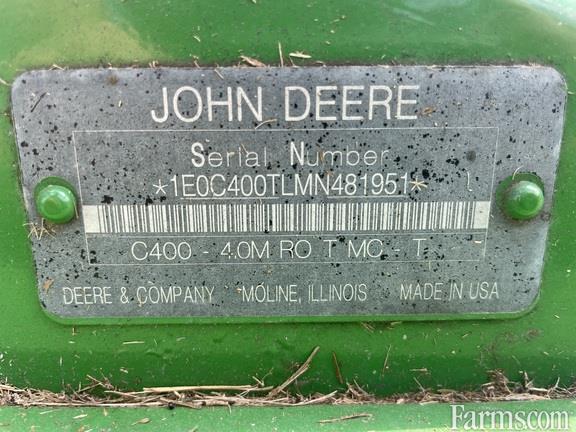 JOHN DEERE
Serial Number
*1E0C400TLMN481951*
C400 - 4.0M RO T MC - T
DEERE & COMPANY MOLINE, ILLINOIS MADE IN USA
Farms.com